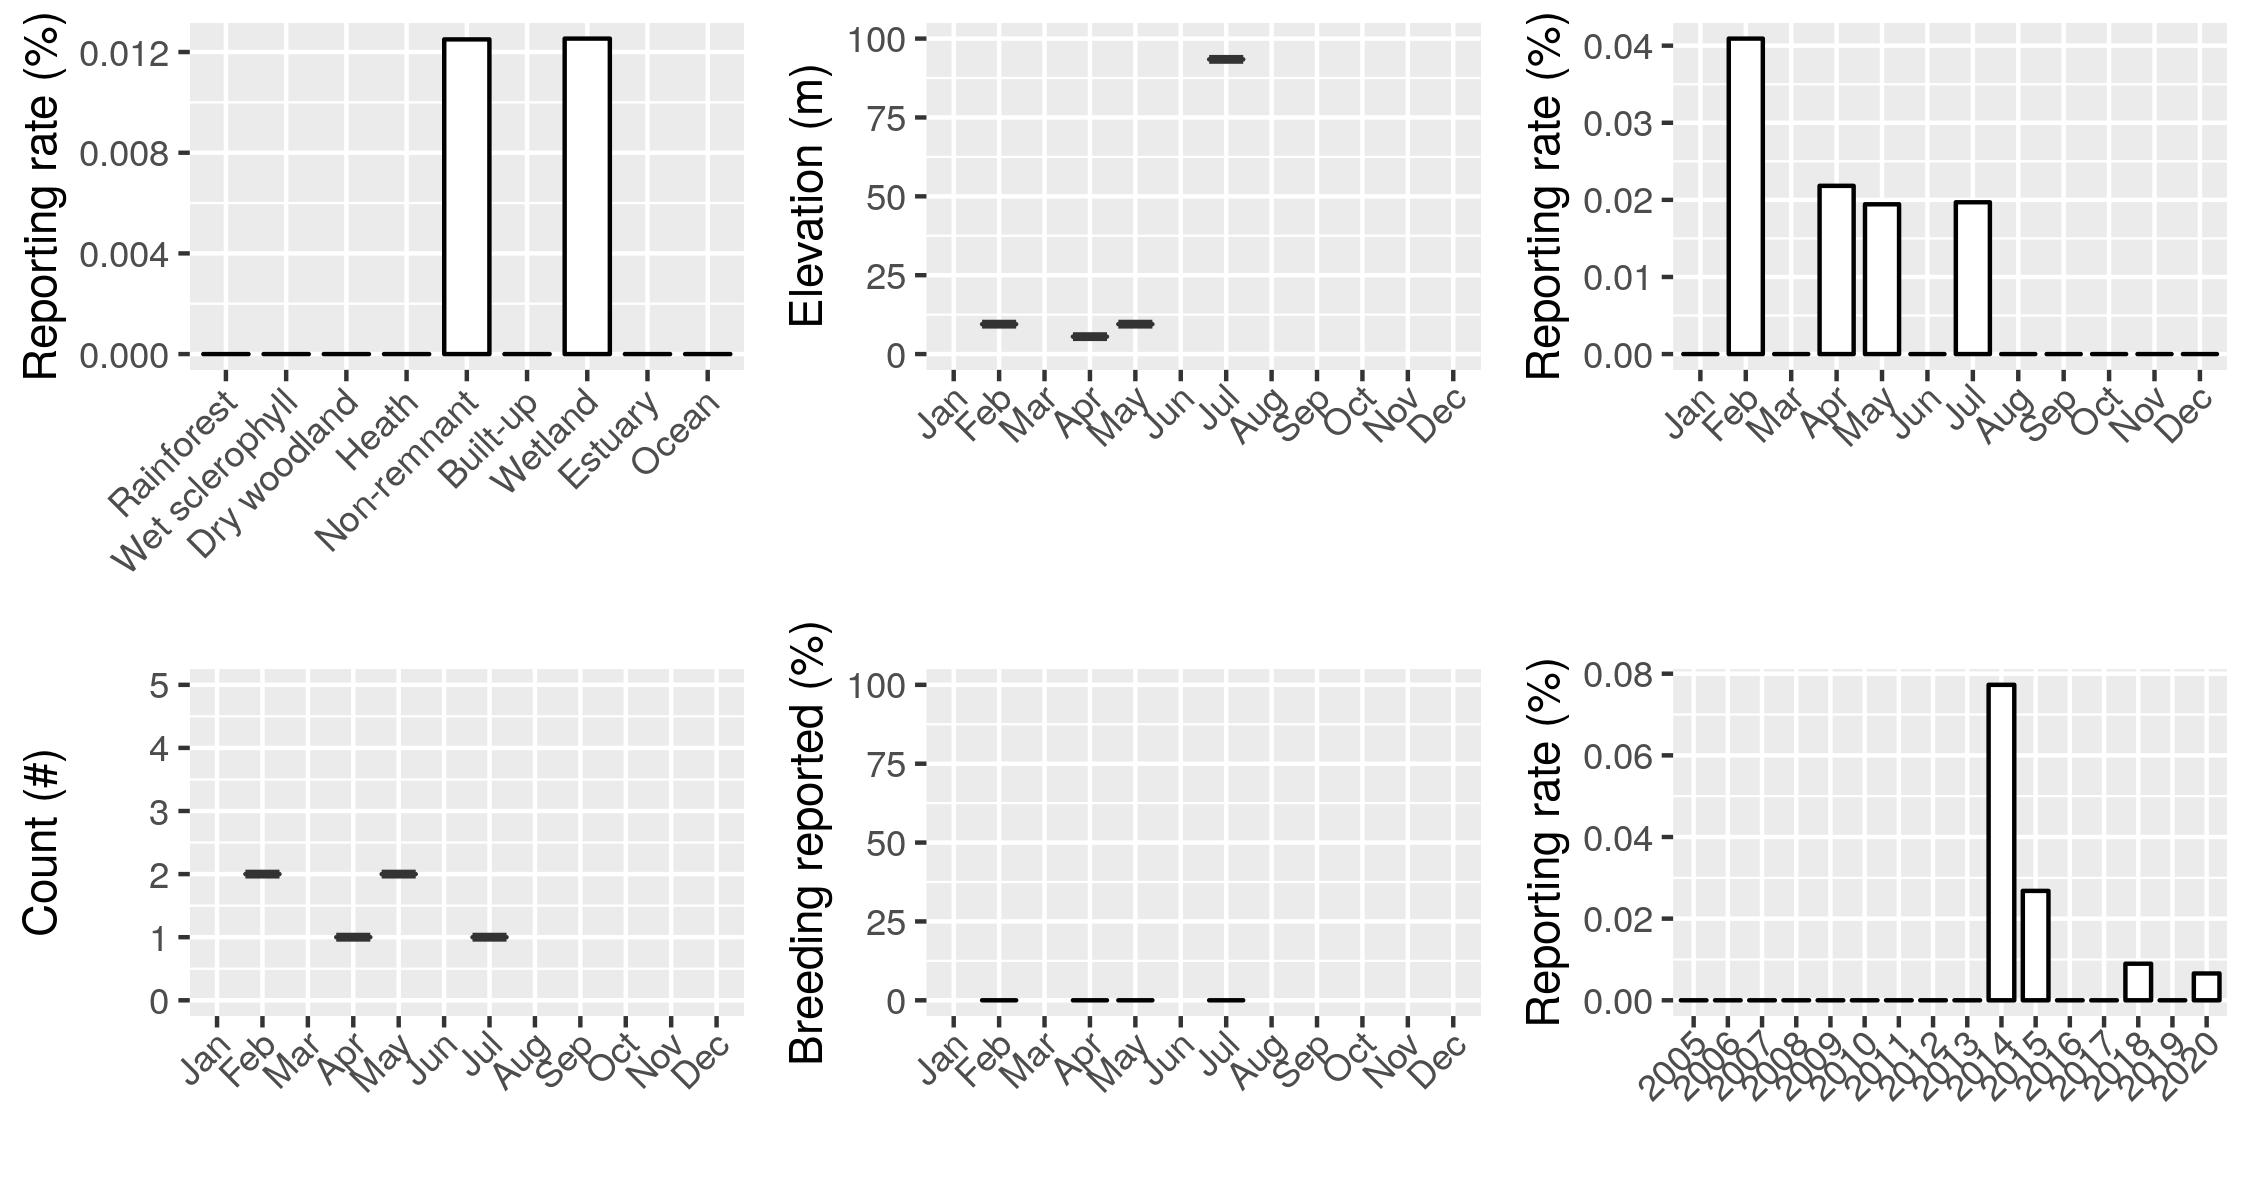 Reporting rate (%)
0.012
0.008
0.004
0.000
Rainforest
Wet sclerophyll
Dry woodland
Heath
Non-remnant
Built-up
Wetland
Estuary
Ocean
Elevation (m)
100
75
50
25
0
Jan
Feb
Mar
Apr
May
Jun
Jul
Aug
Sep
Oct
Nov
Dec
Reporting rate (%)
0.04
0.03
0.02
0.01
0.00
Jan
Feb
Mar
Apr
May
Jun
Jul
Aug
Sep
Oct
Nov
Dec
Count (#)
5
4
3
2
1
0
Jan
Feb
Mar
Apr
May
Jun
Jul
Aug
Sep
Oct
Nov
Dec
Breeding reported (%)
100
75
50
25
0
Jan
Feb
Mar
Apr
May
Jun
Jul
Aug
Sep
Oct
Nov
Dec
Reporting rate (%)
0.08
0.06
0.04
0.02
0.00
2005
2006
2007
2008
2009
2010
2011
2012
2013
2014
2015
2016
2017
2018
2019
2020